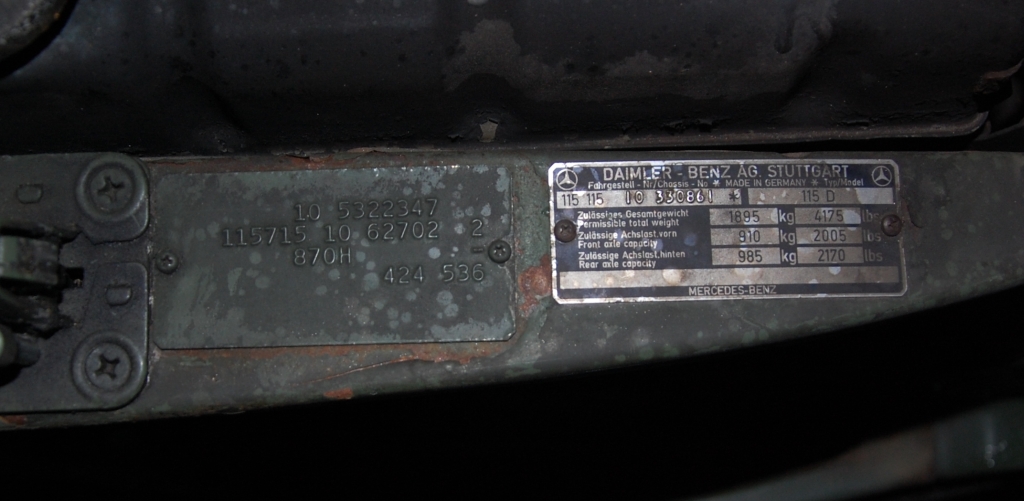 10 5322347
115715 10 62702 2
870H
424 536
DAIMLER - BENZ AG. STUTTGART
Fahrgestell - Nr/Chassis - No * MADE IN GERMANY * Typ/Model
115 115 10 330861 * 115 D
Zulässiges Gesamtgewicht
Permissible total weight
1895 kg 4175 lbs
Zulässige Achslast vorn
Front axle capacity
910 kg 2005 lbs
Zulässige Achslast, hinten
Rear axle capacity
985 kg 2170 lbs
MERCEDES-BENZ